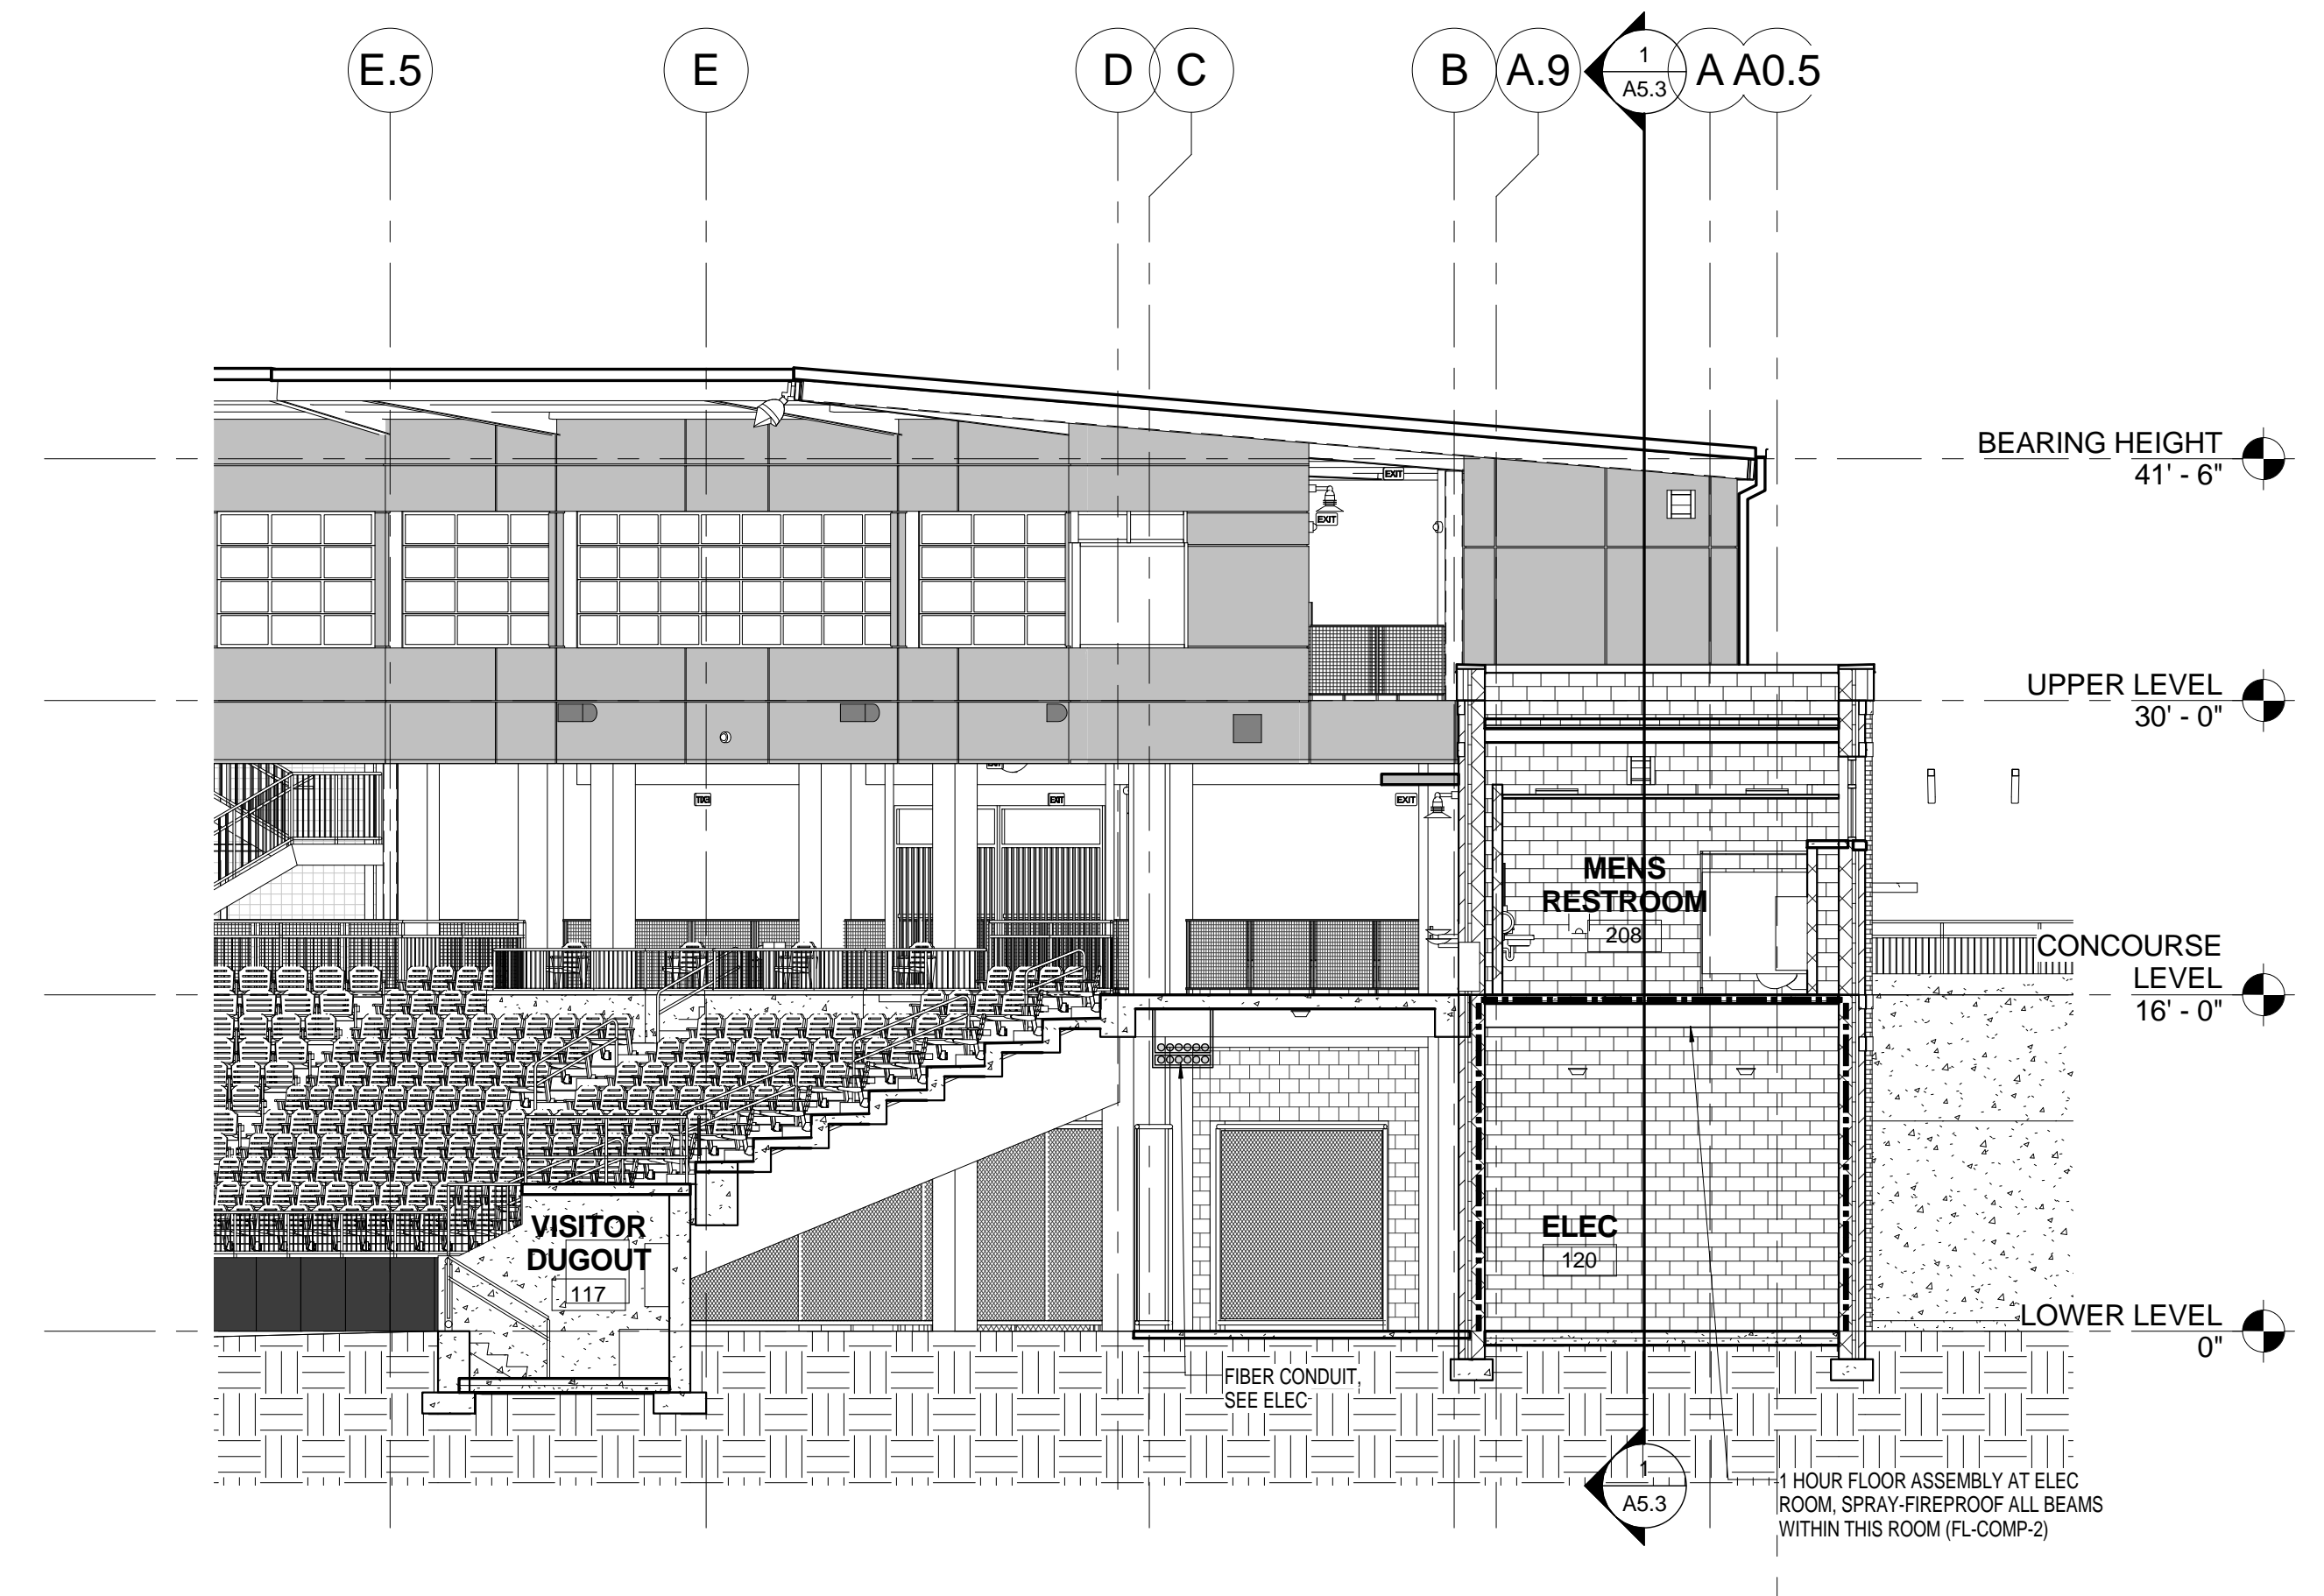 E.5
E
D
C
B
A.9
1
A5.3
A
A0.5
BEARING HEIGHT
41' - 6"
EXIT
EXIT
UPPER LEVEL
30' - 0"
EXIT
EXIT
EXIT
MENS
RESTROOM
208
CONCOURSE
LEVEL
16' - 0"
VISITOR
DUGOUT
117
ELEC
120
LOWER LEVEL
0"
FIBER CONDUIT,
SEE ELEC
1
A5.3
1 HOUR FLOOR ASSEMBLY AT ELEC
ROOM, SPRAY-FIREPROOF ALL BEAMS
WITHIN THIS ROOM (FL-COMP-2)